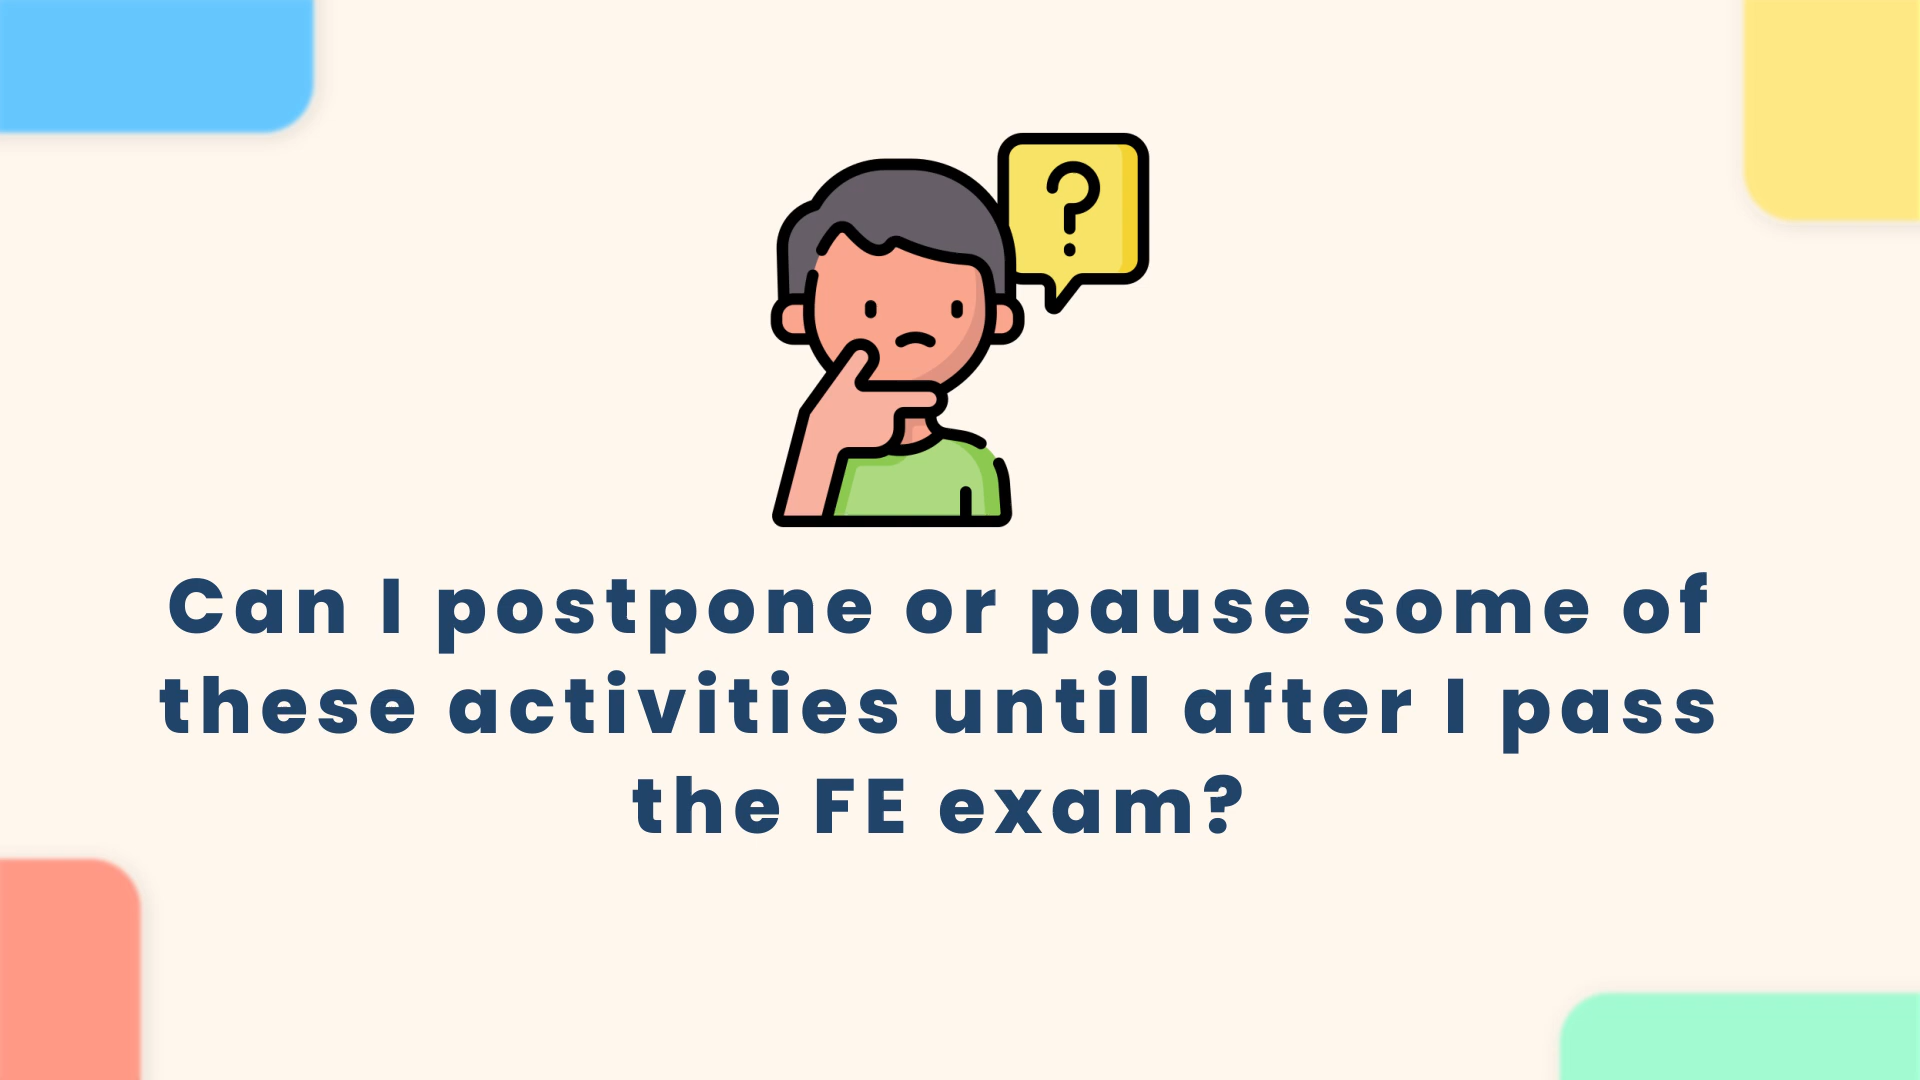 ?
Can I postpone or pause some of
these activities until after I pass
the FE exam?